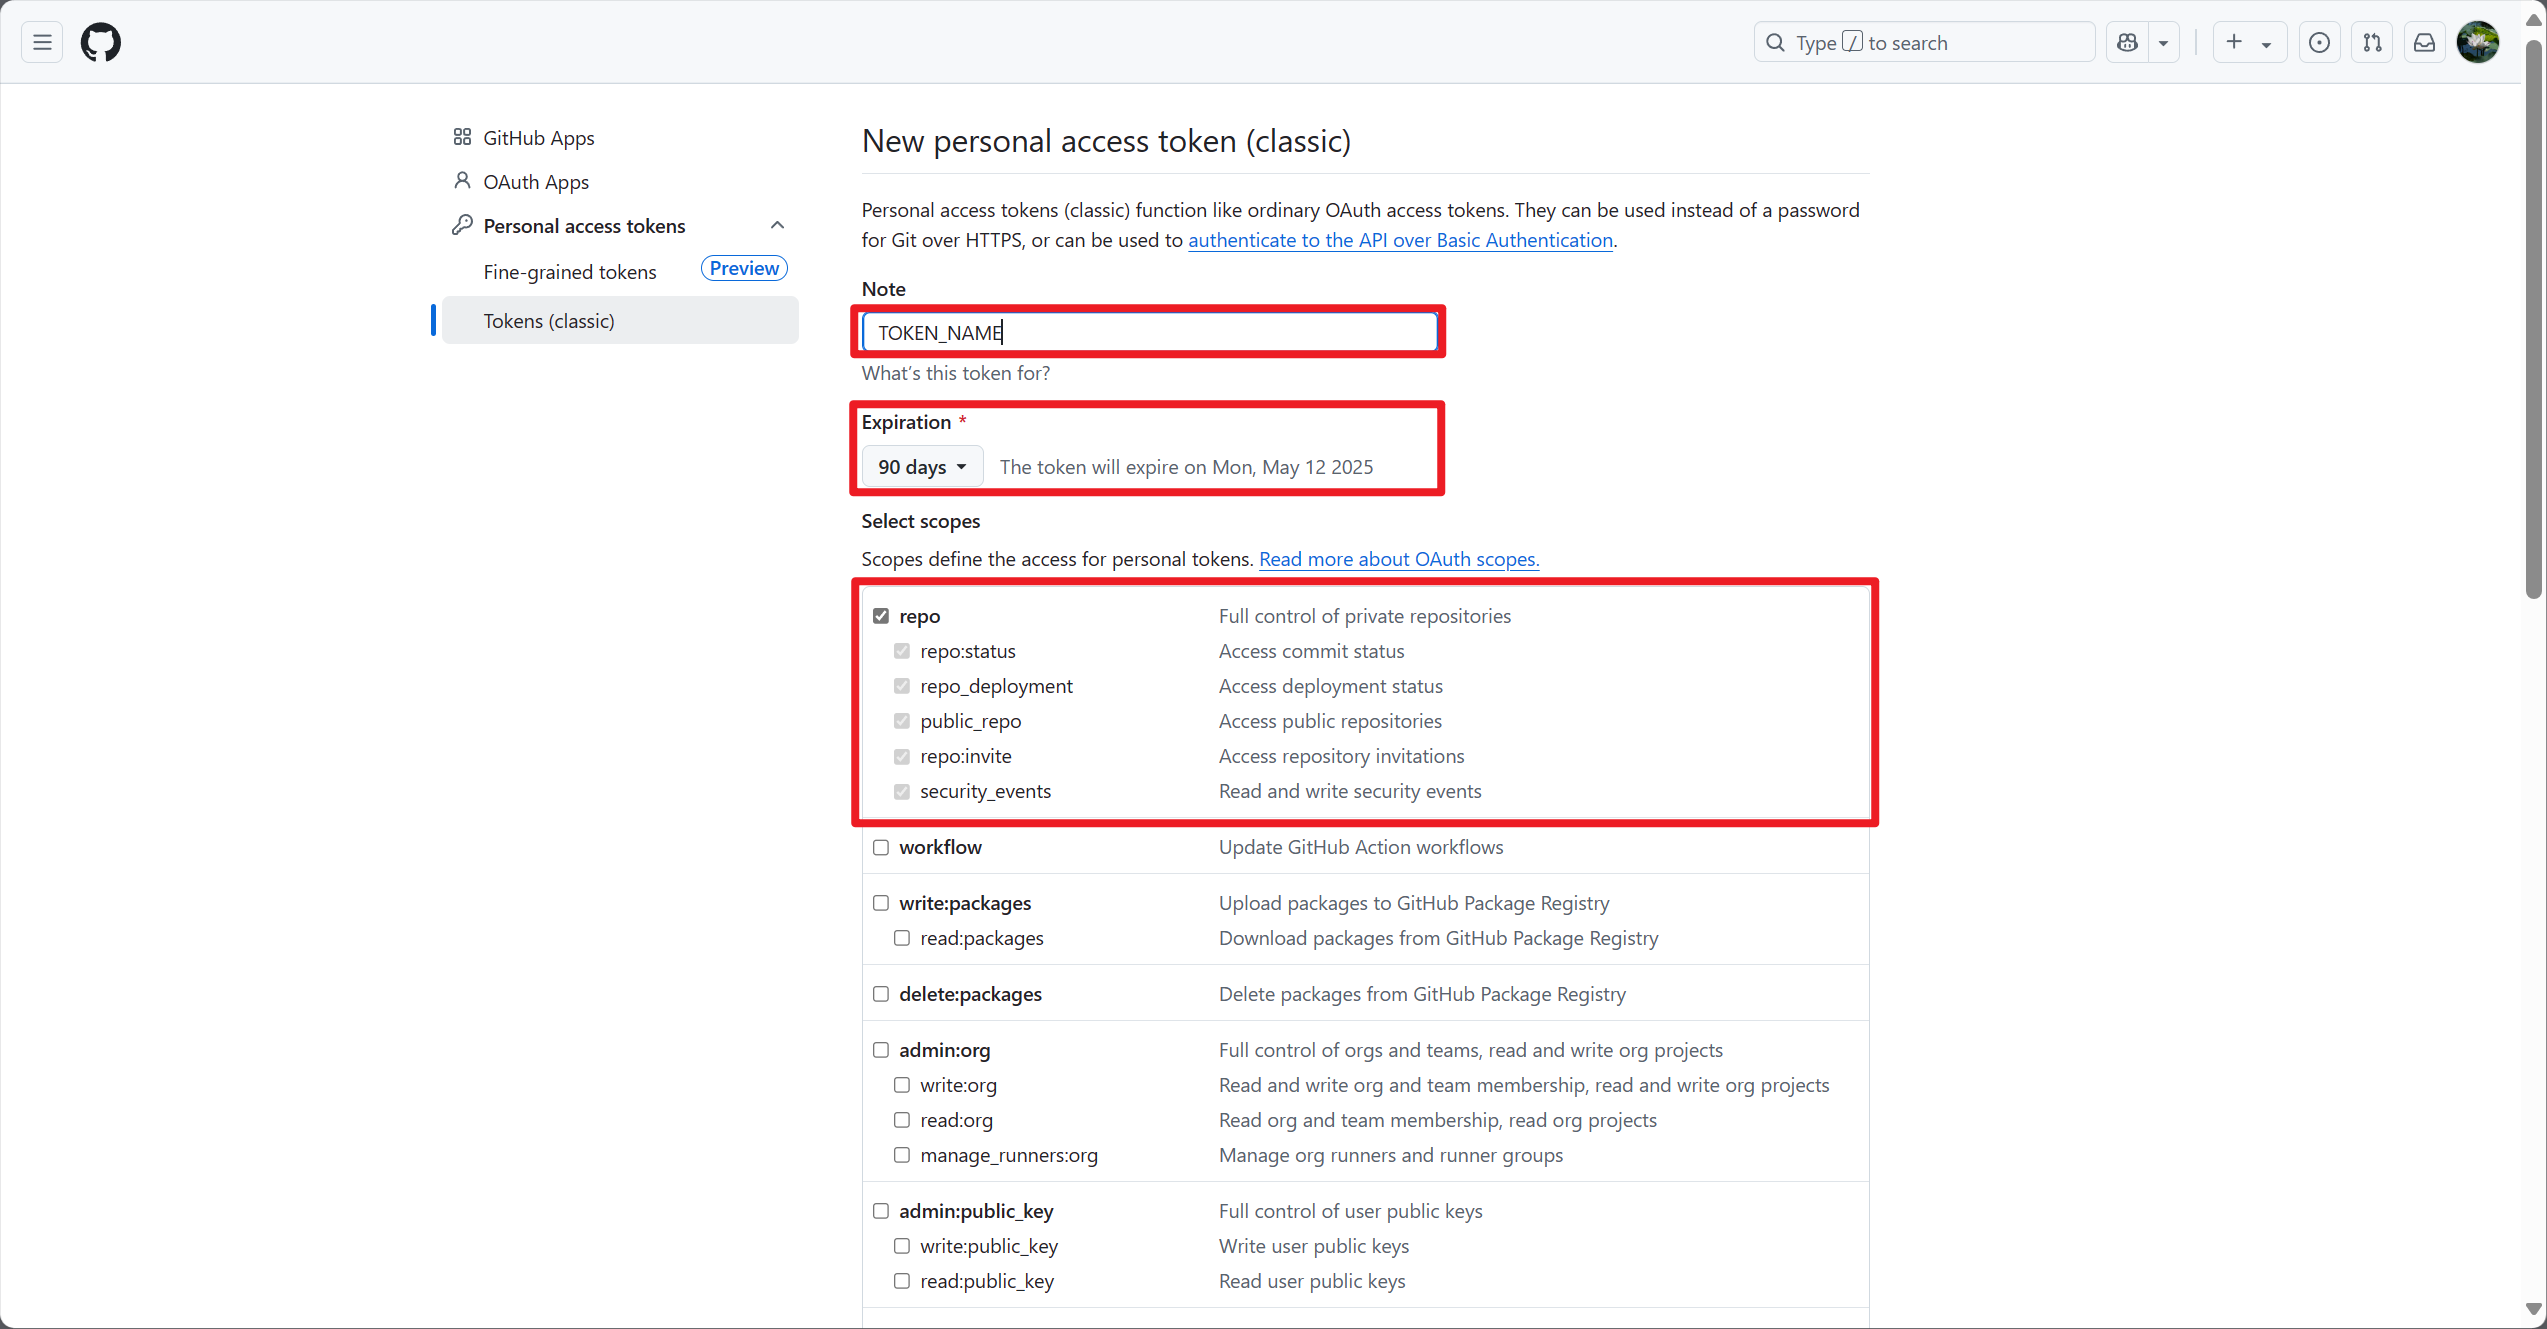 Type / to search
GitHub Apps
OAuth Apps
Personal access tokens
Fine-grained tokens Preview
Tokens (classic)
New personal access token (classic)
Personal access tokens (classic) function like ordinary OAuth access tokens. They can be used instead of a password
for Git over HTTPS, or can be used to authenticate to the API over Basic Authentication.
Note
TOKEN_NAME
What's this token for?
Expiration *
90 days The token will expire on Mon, May 12 2025
Select scopes
Scopes define the access for personal tokens. Read more about OAuth scopes.
repo Full control of private repositories
repo:status Access commit status
repo_deployment Access deployment status
public_repo Access public repositories
repo:invite Access repository invitations
security_events Read and write security events
workflow Update GitHub Action workflows
write:packages Upload packages to GitHub Package Registry
read:packages Download packages from GitHub Package Registry
delete:packages Delete packages from GitHub Package Registry
admin:org Full control of orgs and teams, read and write org projects
write:org Read and write org and team membership, read and write org projects
read:org Read org and team membership, read org projects
manage_runners:org Manage org runners and runner groups
admin:public_key Full control of user public keys
write:public_key Write user public keys
read:public_key Read user public keys